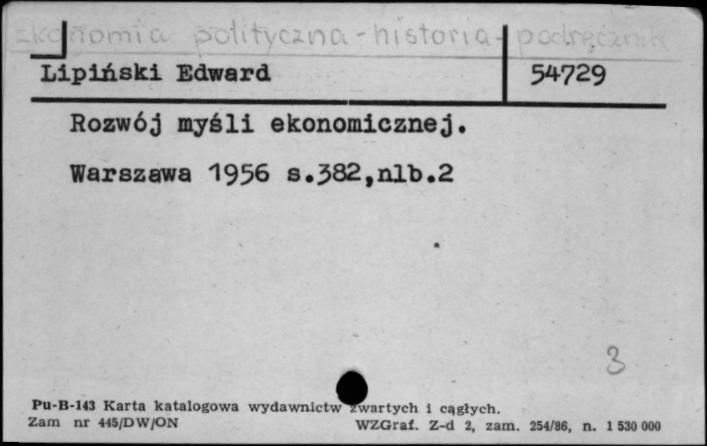 ekonomia polityczna - historia - podręcznik
Lipiński Edward 54729
Rozwój myśli ekonomicznej.
Warszawa 1956 s.382,nlb.2
3
Pu-B-143 Karta katalogowa wydawnictw zwartych i cągłych.
Zam nr 445/DW/ON WZGraf. Z-d 2, zam. 254/86, n. 1 530 000